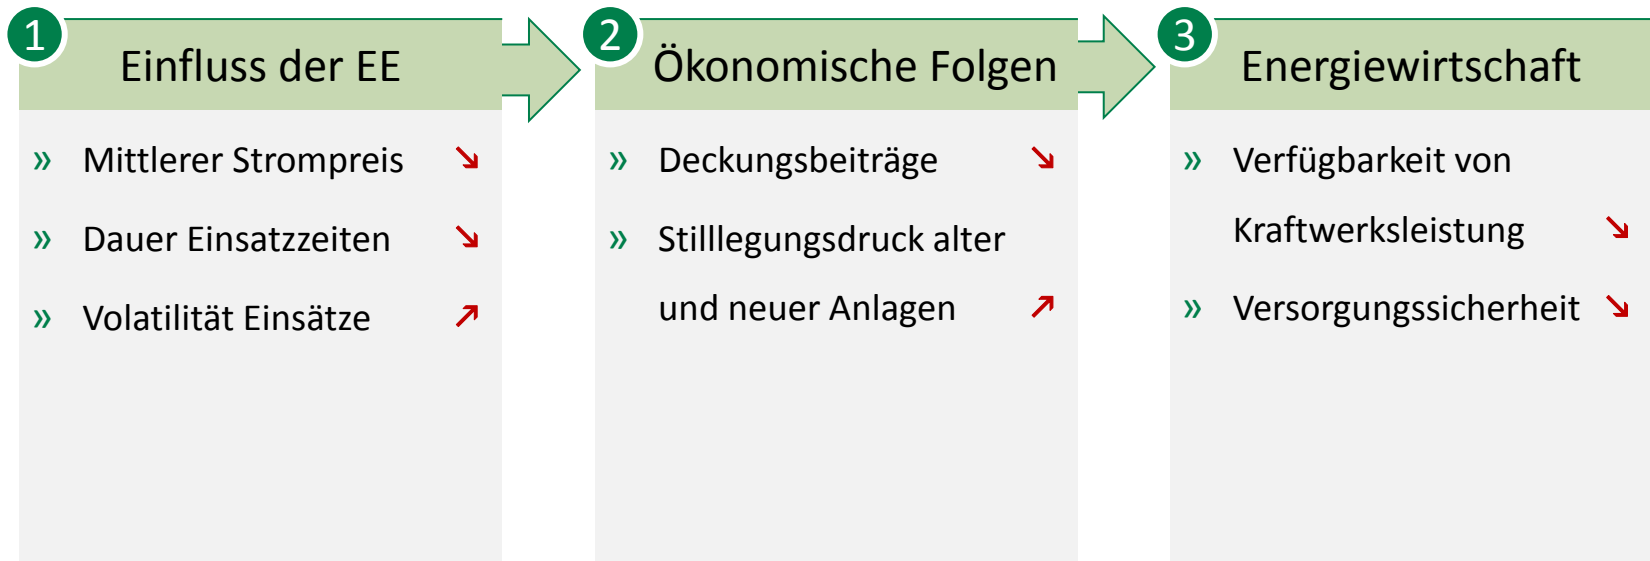 1 Einfluss der EE
» Mittlerer Strompreis ↘
» Dauer Einsatzzeiten ↘
» Volatilität Einsätze ↗
2 Ökonomische Folgen
» Deckungsbeiträge ↘
» Stilllegungsdruck alter
und neuer Anlagen ↗
3 Energiewirtschaft
» Verfügbarkeit von
Kraftwerksleistung ↘
» Versorgungssicherheit ↘